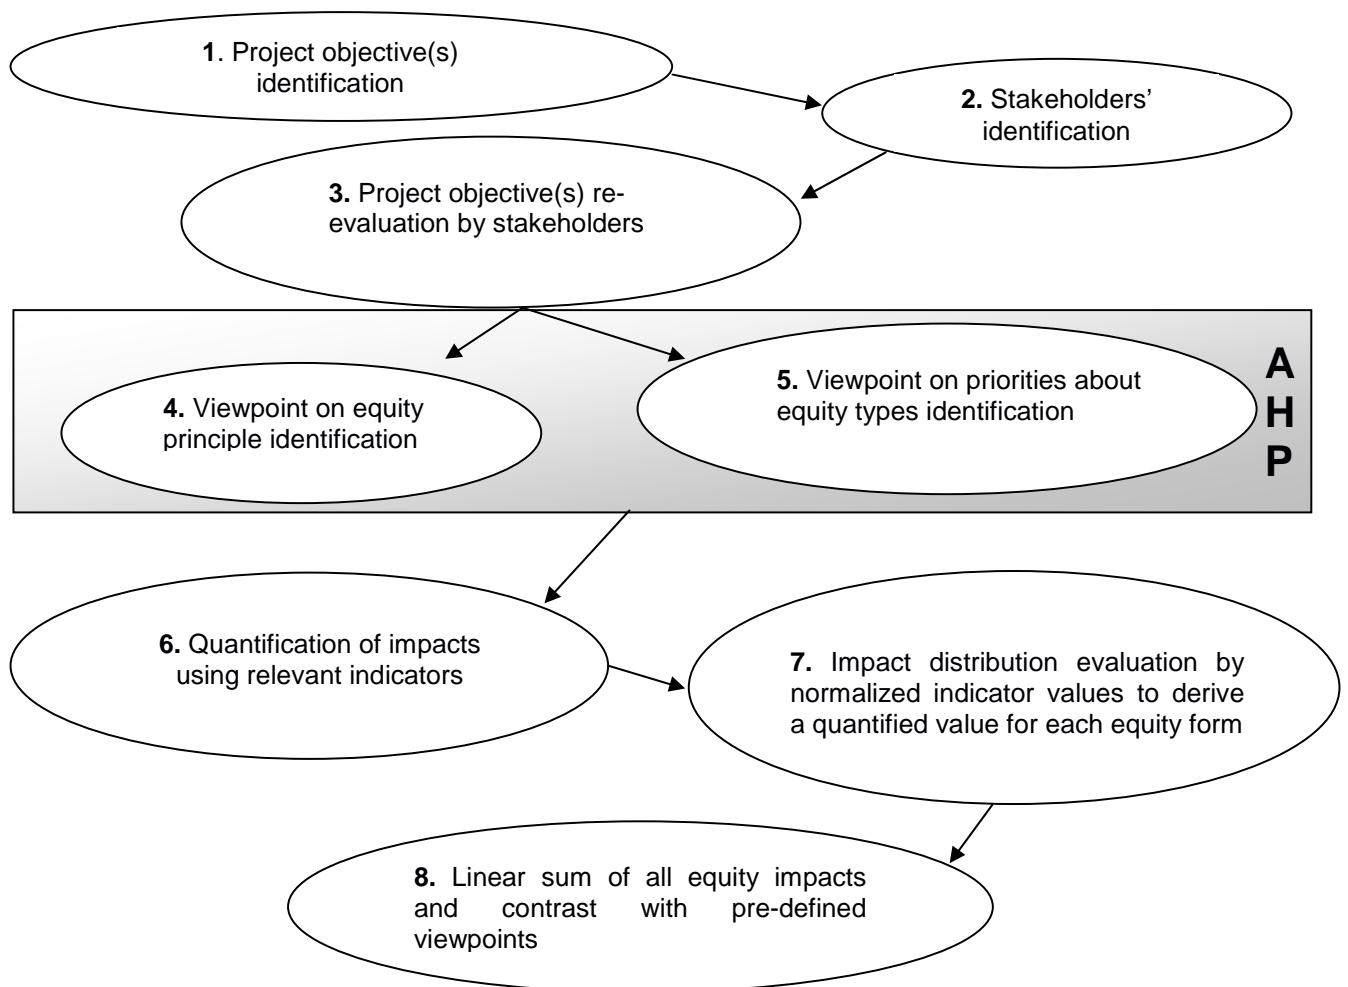 1. Project objective(s)
identification
2. Stakeholders’
identification
3. Project objective(s) re-
evaluation by stakeholders
4. Viewpoint on equity
principle identification
5. Viewpoint on priorities about
equity types identification
A
H
P
6. Quantification of impacts
using relevant indicators
7. Impact distribution evaluation by
normalized indicator values to derive
a quantified value for each equity form
8. Linear sum of all equity impacts
and contrast with pre-defined
viewpoints